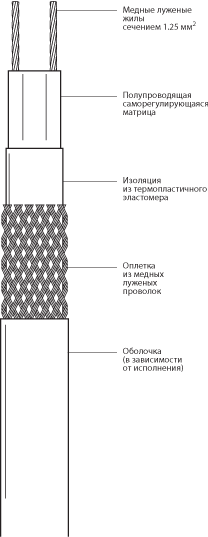 Медные луженые
жилы
сечением 1.25 мм²
Полупроводящая
саморегулирующаяся
матрица
Изоляция
из термопластичного
эластомера
Оплетка
из медных
луженых
проволок
Оболочка
(в зависимости
от исполнения)